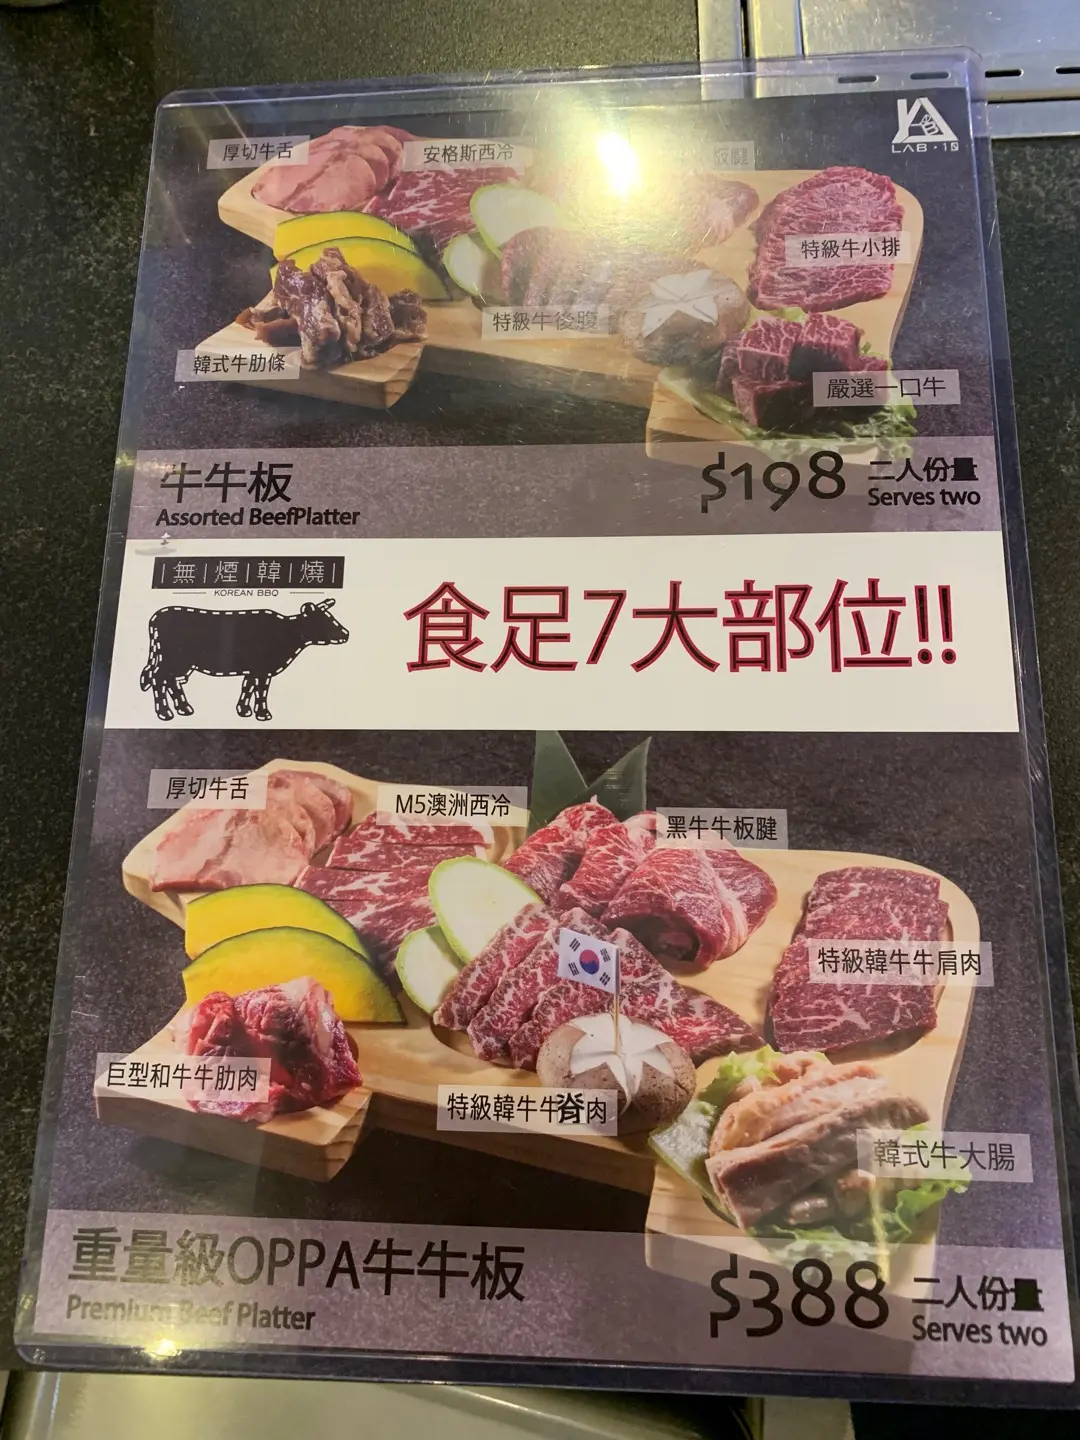 LAB·10
厚切牛舌
安格斯西冷
板腱
特級牛小排
特級牛後腹
韓式牛肋條
嚴選一口牛
牛牛板
Assorted BeefPlatter
$198
二人份量
Serves two
無|煙|韓|燒
KOREAN BBQ
食足7大部位!!
厚切牛舌
M5澳洲西冷
黑牛牛板腱
特級韓牛牛肩肉
巨型和牛牛肋肉
特級韓牛牛脊肉
韓式牛大腸
重量級OPPA牛牛板
Premium Beef Platter
$388
二人份量
Serves two